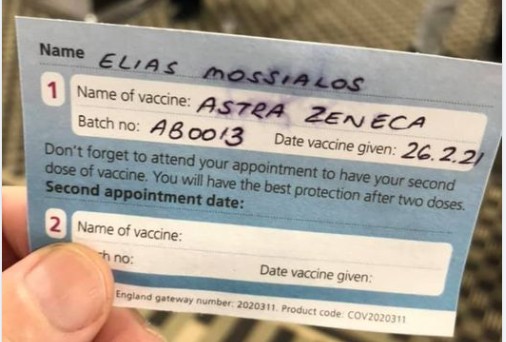 Name ELIAS MOSSIALOS
1 Name of vaccine: ASTRA ZENECA
Batch no: AB0013 Date vaccine given: 26.2.21
Don't forget to attend your appointment to have your second
dose of vaccine. You will have the best protection after two doses.
Second appointment date:
2 Name of vaccine:
no: Date vaccine given:
England gateway number: 2020311. Product code: COV2020311